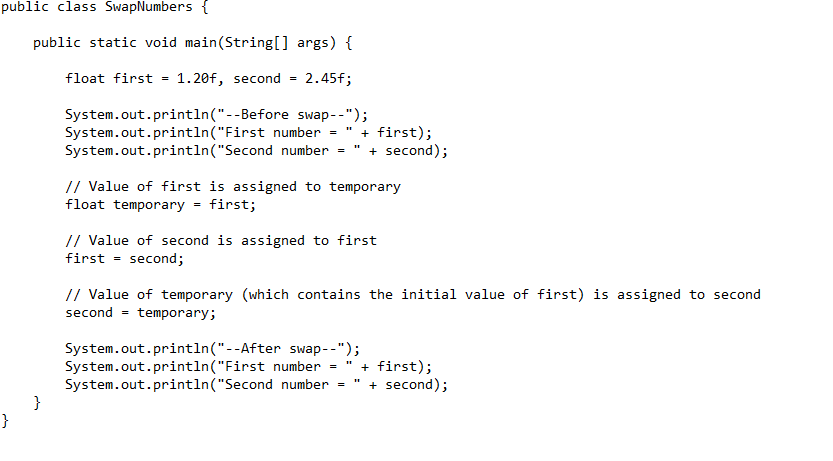 public class SwapNumbers {
    public static void main(String[] args) {
        float first = 1.20f, second = 2.45f;
        System.out.println("--Before swap--");
        System.out.println("First number = " + first);
        System.out.println("Second number = " + second);
        // Value of first is assigned to temporary
        float temporary = first;
        // Value of second is assigned to first
        first = second;
        // Value of temporary (which contains the initial value of first) is assigned to second
        second = temporary;
        System.out.println("--After swap--");
        System.out.println("First number = " + first);
        System.out.println("Second number = " + second);
    }
}